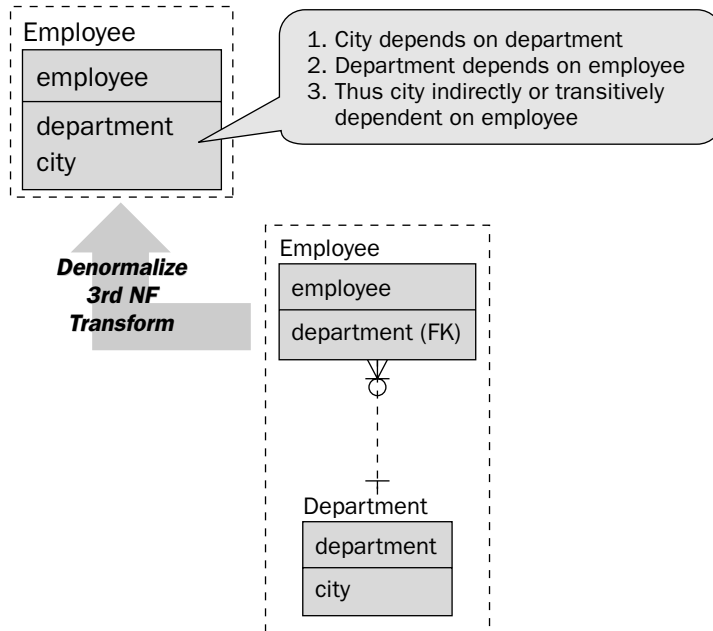 Employee
employee
department
city
1. City depends on department
2. Department depends on employee
3. Thus city indirectly or transitively
dependent on employee
Denormalize
3rd NF
Transform
Employee
employee
department (FK)
Department
department
city